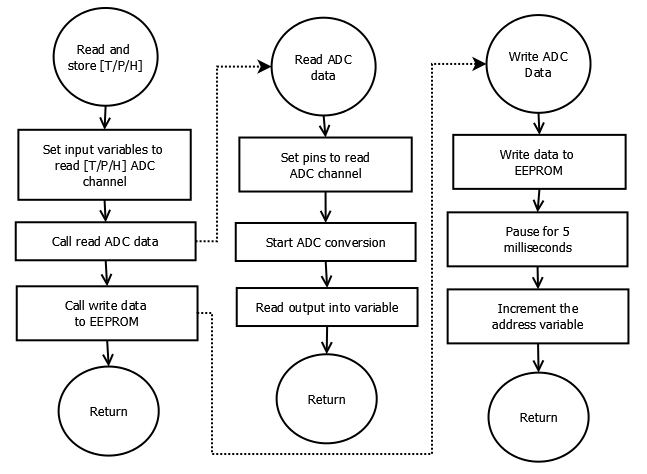 Read and
store [T/P/H]
Set input variables to
read [T/P/H] ADC
channel
Call read ADC data
Call write data
to EEPROM
Return
Read ADC
data
Set pins to read
ADC channel
Start ADC conversion
Read output into variable
Return
Write ADC
Data
Write data to
EEPROM
Pause for 5
milliseconds
Increment the
address variable
Return